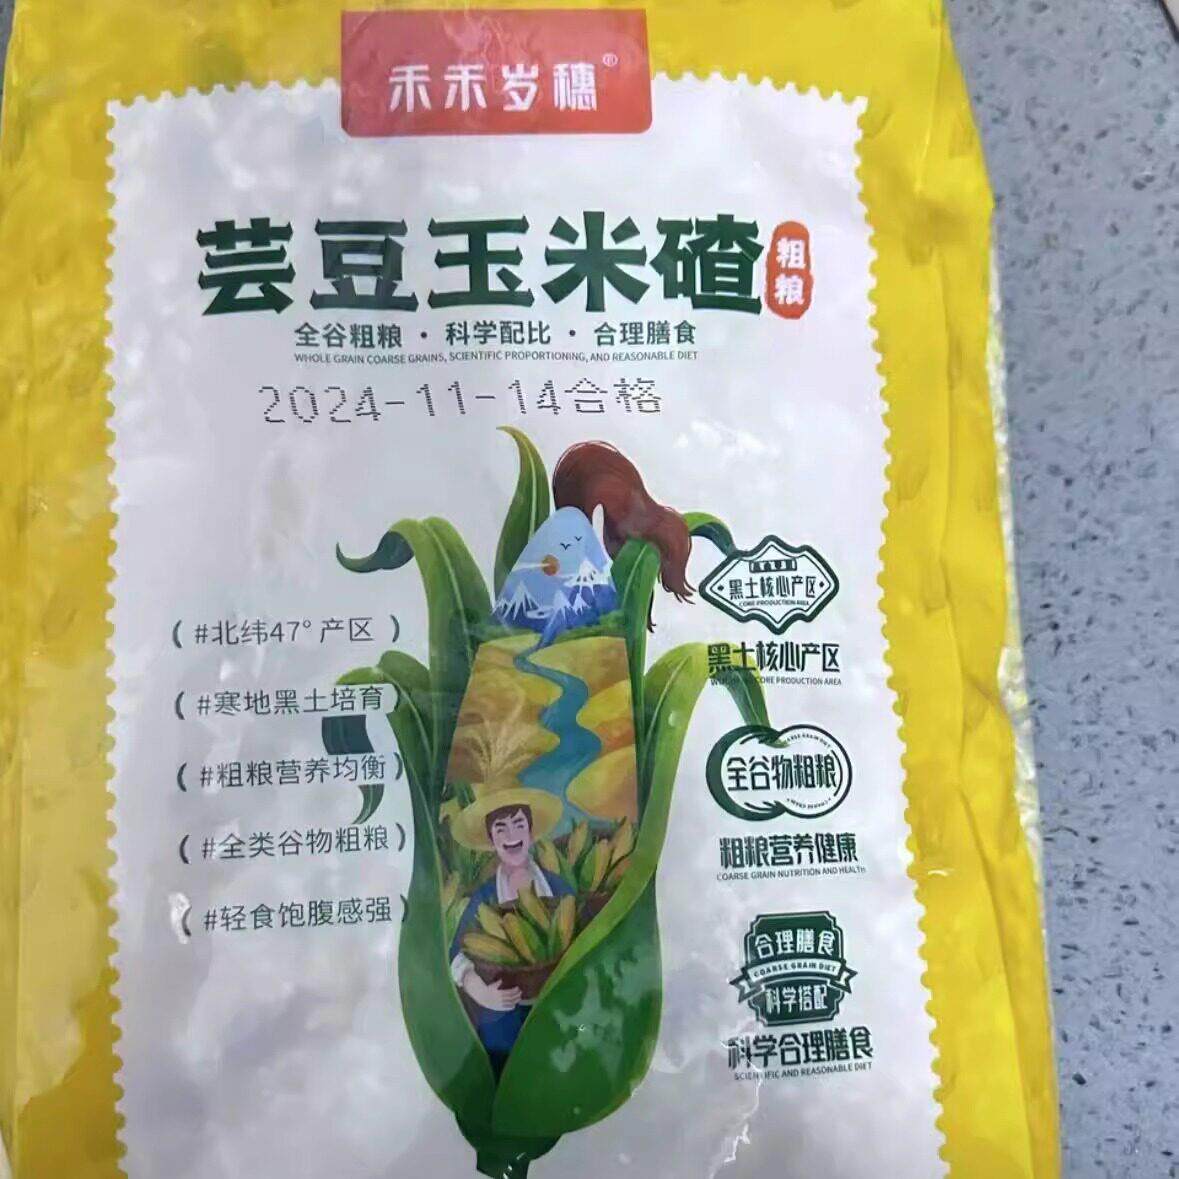 禾禾岁穗®
芸豆玉米碴
粗粮
全谷粗粮 · 科学配比 · 合理膳食
WHOLE GRAIN COARSE GRAINS, SCIENTIFIC PROPORTIONING, AND REASONABLE DIET
2024-11-14合格
(#北纬47°产区)
(#寒地黑土培育)
(#粗粮营养均衡)
(#全类谷物粗粮)
(#轻食饱腹感强)
黑土核心产区
CORE PRODUCTION AREA
黑土核心产区
CORE PRODUCTION AREA
全谷物粗粮
粗粮营养健康
COARSE GRAIN NUTRITION AND HEALTH
合理膳食
COARSE GRAIN DIET
科学搭配
科学合理膳食
SCIENTIFIC AND REASONABLE DIET